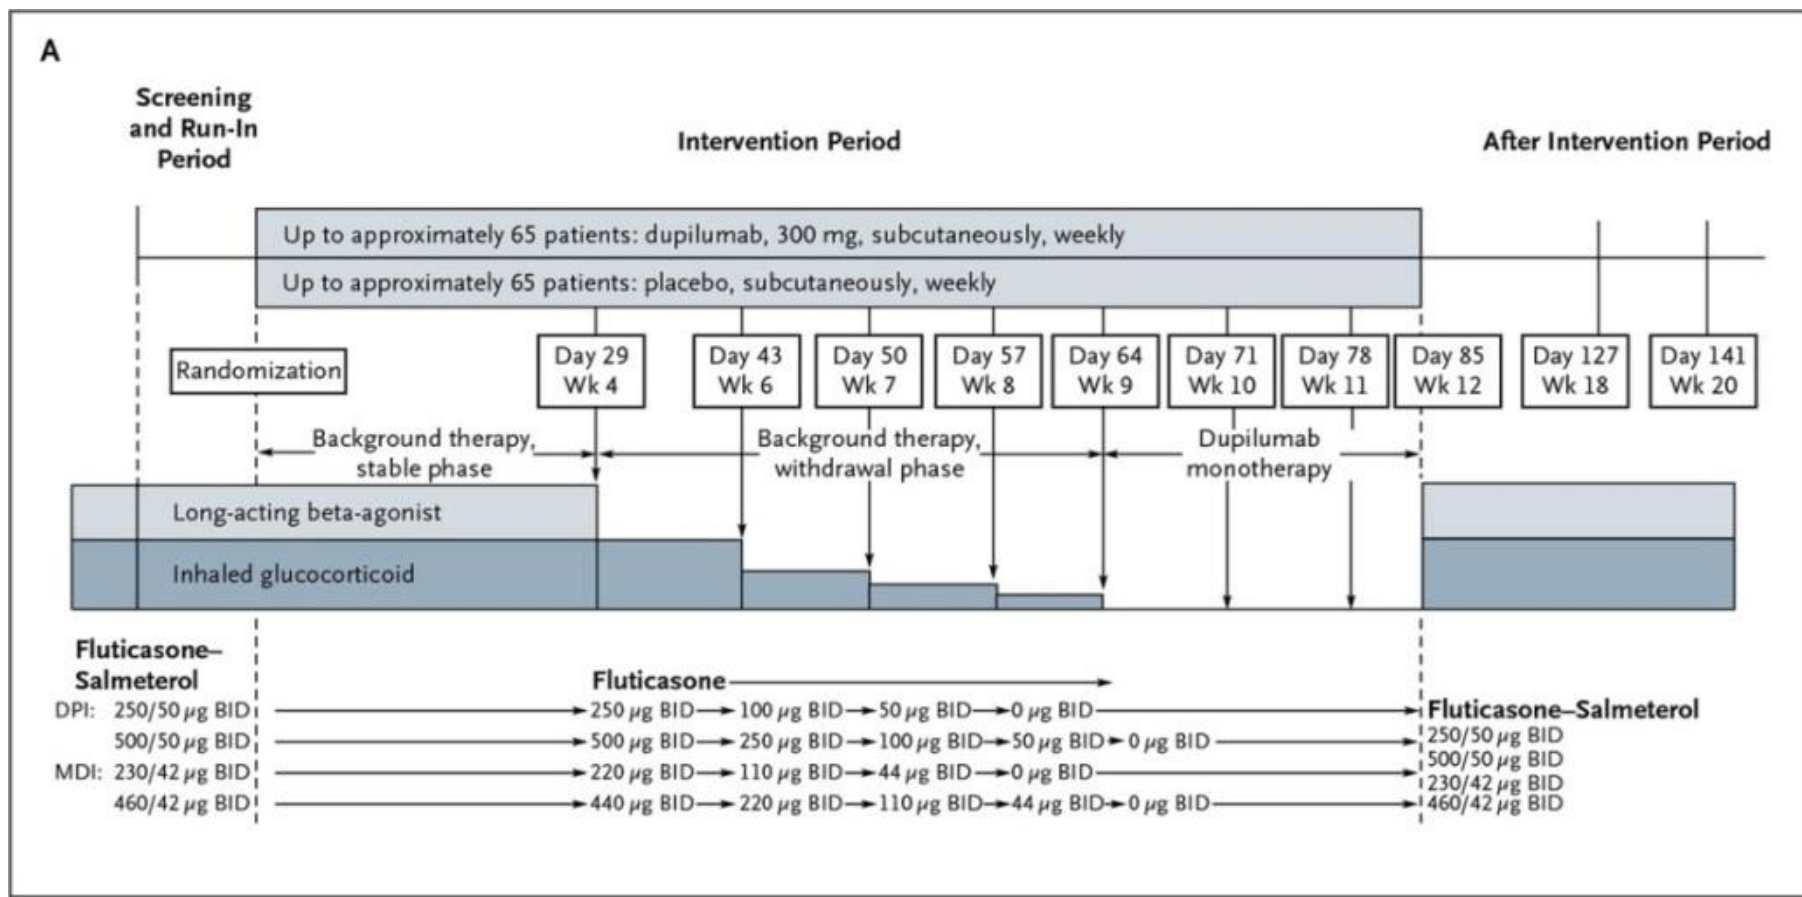 A
Screening
and Run-In
Period
Intervention Period
After Intervention Period
Up to approximately 65 patients: dupilumab, 300 mg, subcutaneously, weekly
Up to approximately 65 patients: placebo, subcutaneously, weekly
Randomization
Day 29
Wk 4
Day 43
Wk 6
Day 50
Wk 7
Day 57
Wk 8
Day 64
Wk 9
Day 71
Wk 10
Day 78
Wk 11
Day 85
Wk 12
Day 127
Wk 18
Day 141
Wk 20
Background therapy,
stable phase
Background therapy,
withdrawal phase
Dupilumab
monotherapy
Long-acting beta-agonist
Inhaled glucocorticoid
Fluticasone–
Salmeterol
Fluticasone
DPI: 250/50 µg BID 250 µg BID 100 µg BID 50 µg BID 0 µg BID
500/50 µg BID 500 µg BID 250 µg BID 100 µg BID 50 µg BID 0 µg BID
MDI: 230/42 µg BID 220 µg BID 110 µg BID 44 µg BID 0 µg BID
460/42 µg BID 440 µg BID 220 µg BID 110 µg BID 44 µg BID 0 µg BID
Fluticasone–Salmeterol
250/50 µg BID
500/50 µg BID
230/42 µg BID
460/42 µg BID